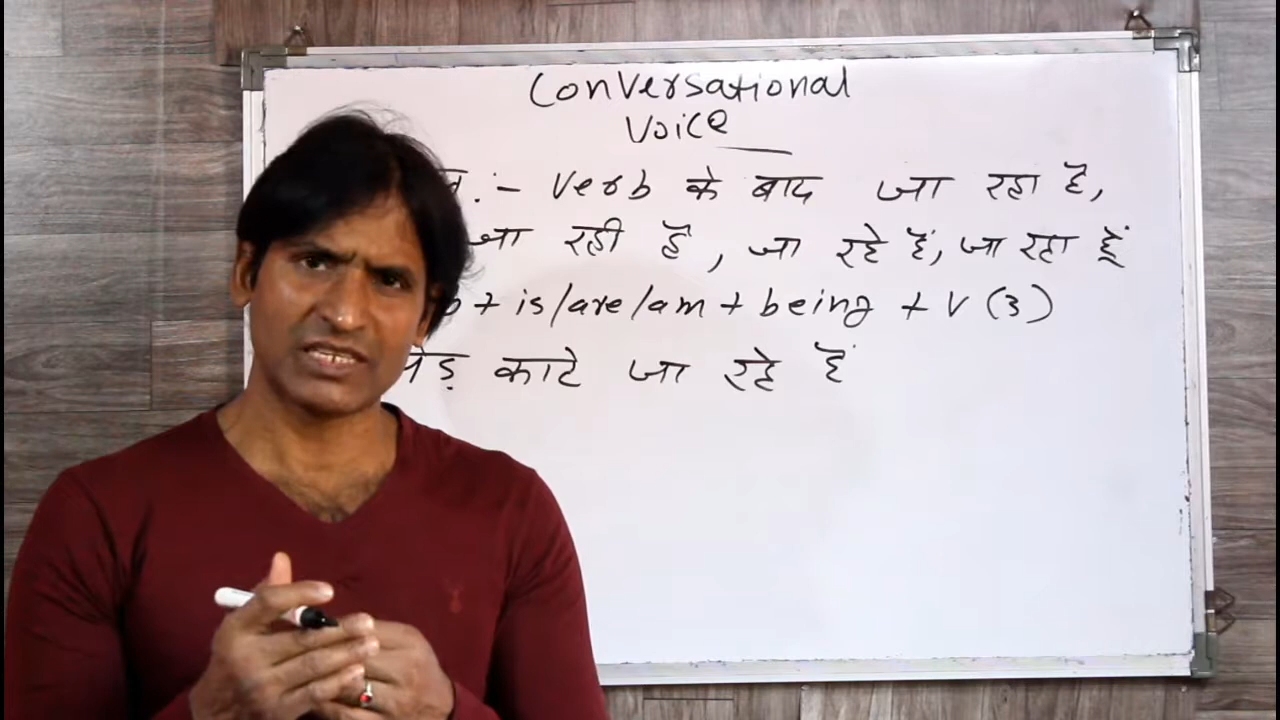 Conversational
Voice
:- Verb के बाद जा रहा है,
जा रही है, जा रहे हैं, जा रहा हूँ
+ is/are/am + being + V (3)
पेड़ काटे जा रहे हैं